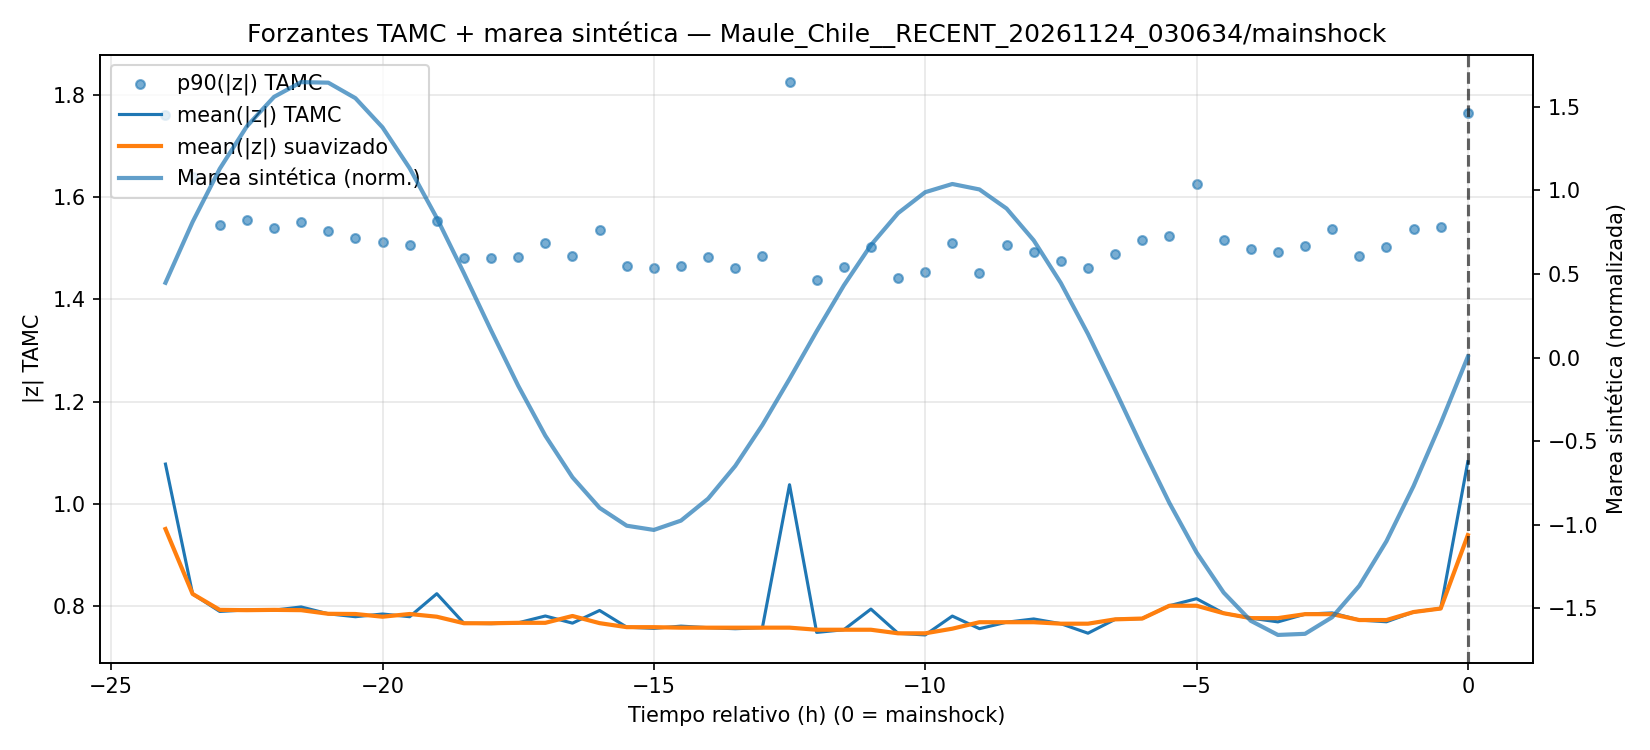 Forzantes TAMC + marea sintética — Maule_Chile__RECENT_20261124_030634/mainshock
p90(|z|) TAMC
mean(|z|) TAMC
mean(|z|) suavizado
Marea sintética (norm.)
|z| TAMC
1.8
1.6
1.4
1.2
1.0
0.8
Marea sintética (normalizada)
1.5
1.0
0.5
0.0
−0.5
−1.0
−1.5
−25
−20
−15
−10
−5
0
Tiempo relativo (h) (0 = mainshock)